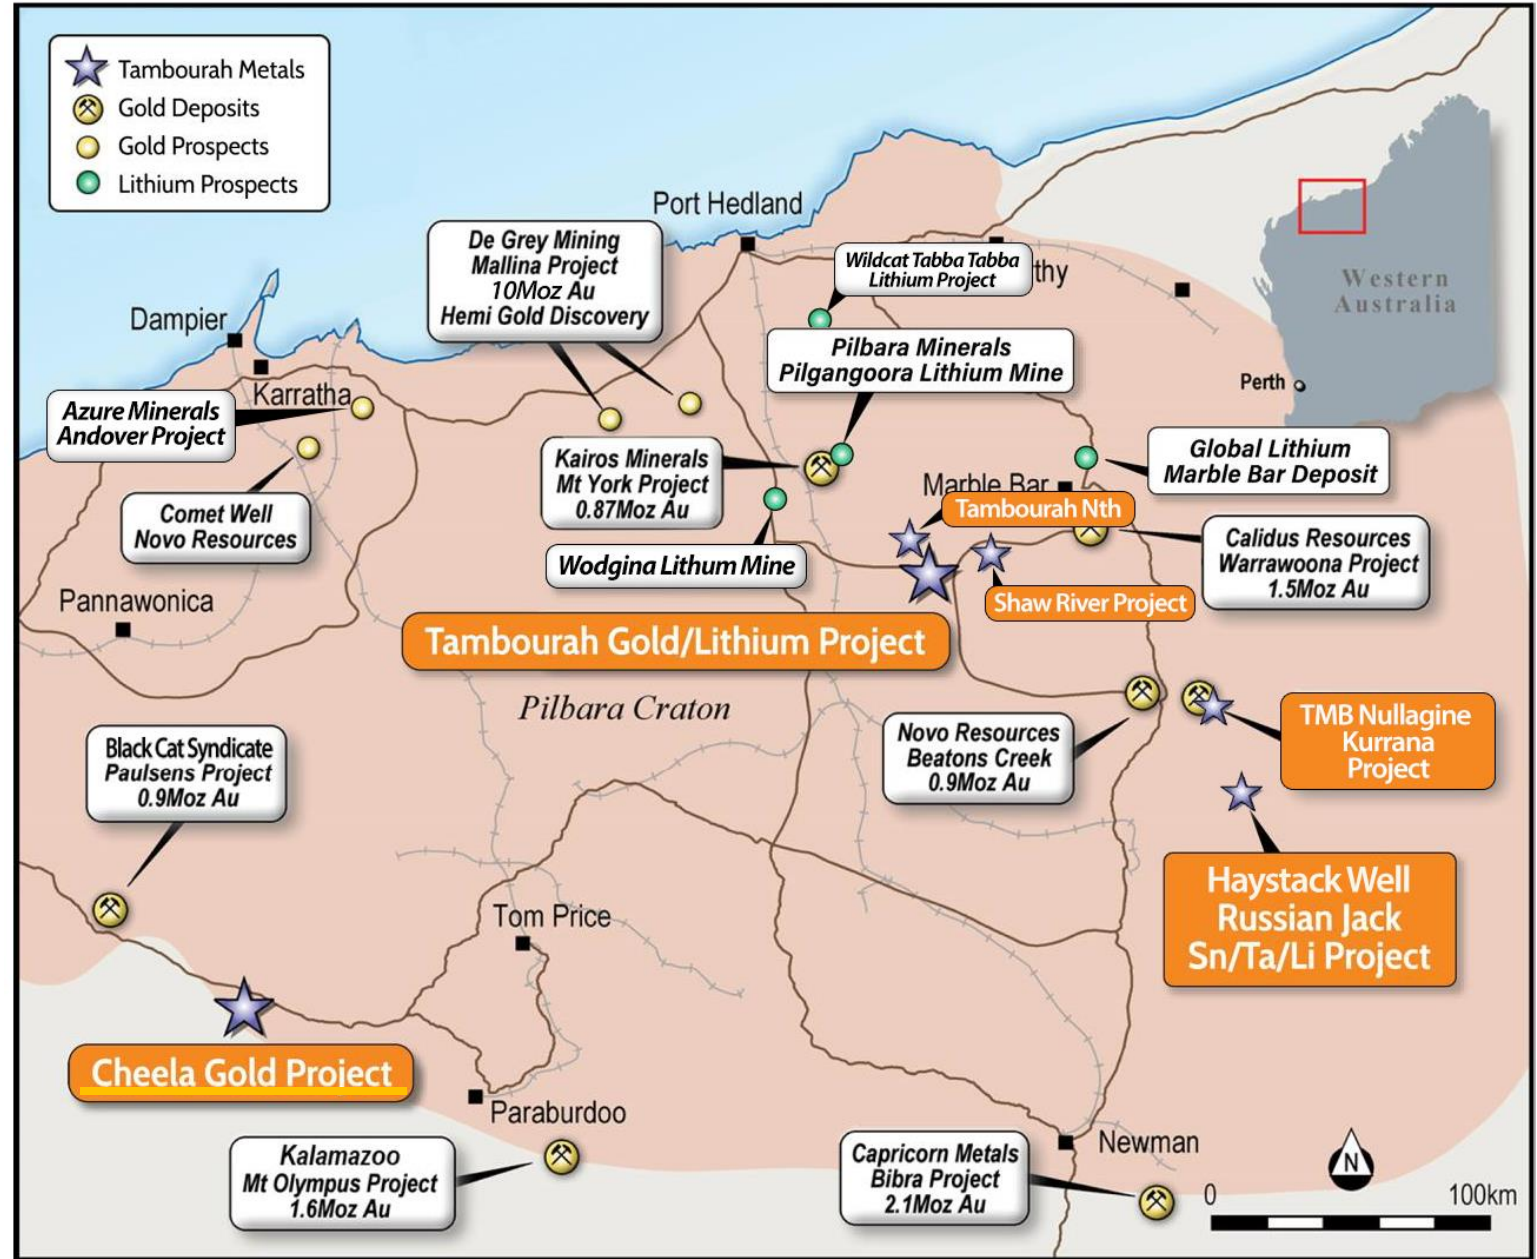 Tambourah Metals
Gold Deposits
Gold Prospects
Lithium Prospects
Port Hedland
De Grey Mining
Mallina Project
10Moz Au
Hemi Gold Discovery
Wildcat Tabba Tabba
Lithium Project
thy
Western
Australia
Perth
Dampier
Karratha
Pilbara Minerals
Pilgangoora Lithium Mine
Azure Minerals
Andover Project
Comet Well
Novo Resources
Kairos Minerals
Mt York Project
0.87Moz Au
Global Lithium
Marble Bar Deposit
Marble Bar
Tambourah Nth
Wodgina Lithum Mine
Calidus Resources
Warrawoona Project
1.5Moz Au
Shaw River Project
Pannawonica
Tambourah Gold/Lithium Project
Pilbara Craton
Novo Resources
Beatons Creek
0.9Moz Au
TMB Nullagine
Kurrana
Project
Black Cat Syndicate
Paulsens Project
0.9Moz Au
Haystack Well
Russian Jack
Sn/Ta/Li Project
Tom Price
Cheela Gold Project
Paraburdoo
Kalamazoo
Mt Olympus Project
1.6Moz Au
Capricorn Metals
Bibra Project
2.1Moz Au
Newman
N
0 100km